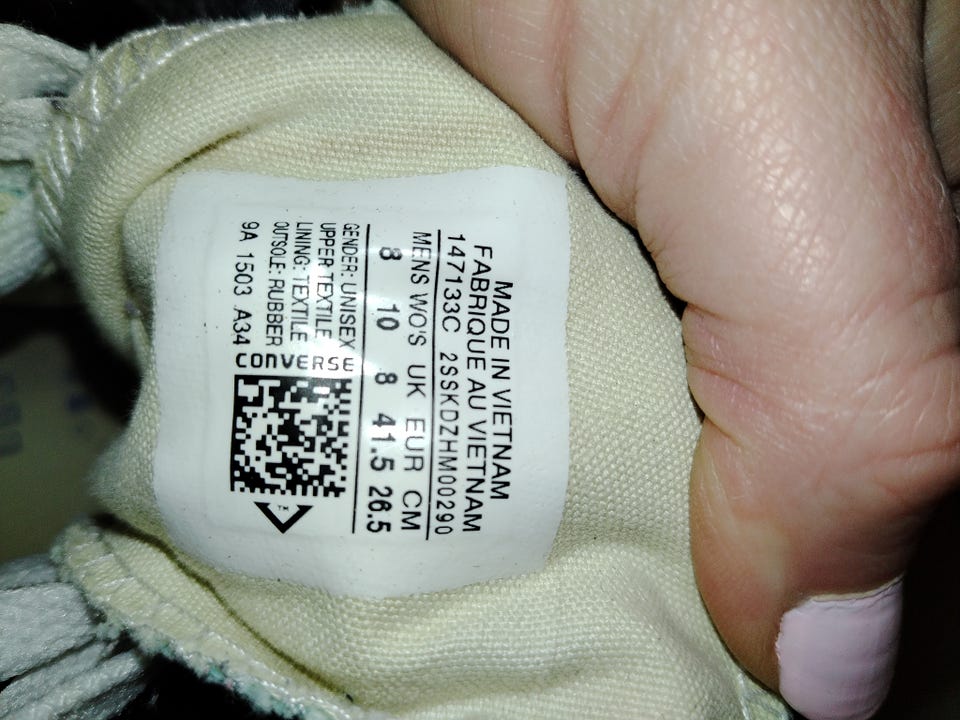 MADE IN VIETNAM
FABRIQUE AU VIETNAM
147133C 2SSKDZHM00290
MENS WO'S UK EUR CM
8 10 8 41.5 26.5
GENDER: UNISEX
UPPER: TEXTILE
LINING: TEXTILE
OUTSOLE: RUBBER
9A 1503 A34
CONVERSE
TM